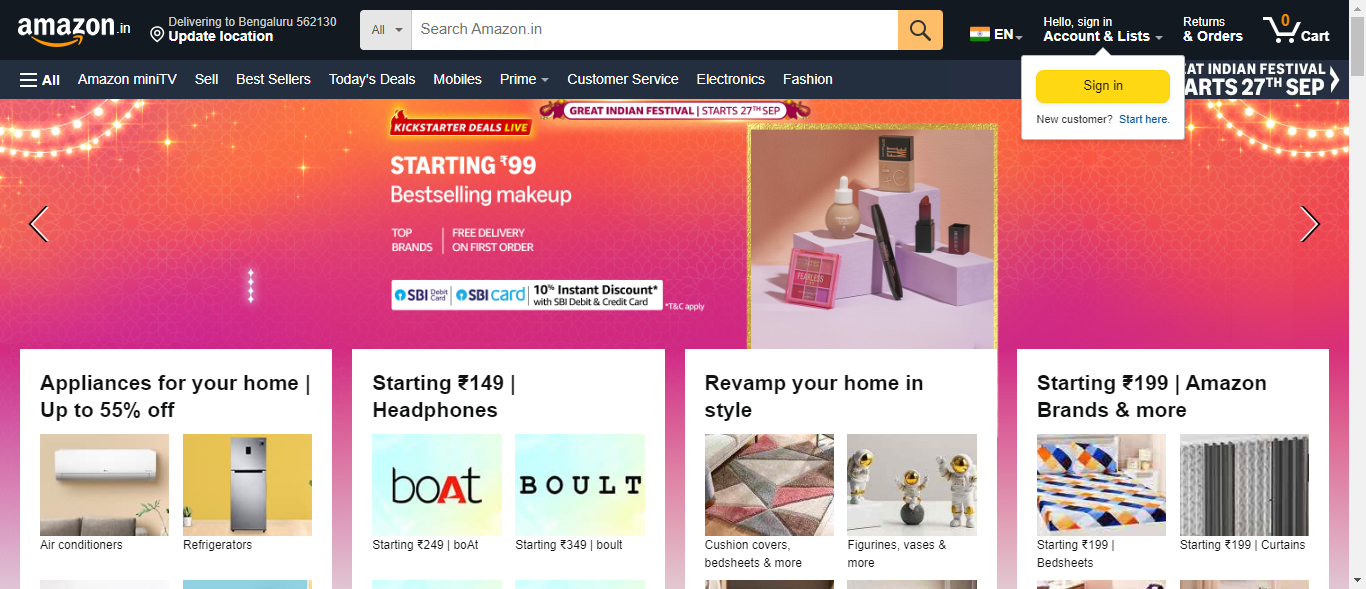 amazon.in
Delivering to Bengaluru 562130
Update location
All
Search Amazon.in
EN
Hello, sign in
Account & Lists
Returns
& Orders
0
Cart
All
Amazon miniTV
Sell
Best Sellers
Today's Deals
Mobiles
Prime
Customer Service
Electronics
Fashion
EAT INDIAN FESTIVAL
ARTS 27TH SEP
Sign in
New customer? Start here.
GREAT INDIAN FESTIVAL | STARTS 27TH SEP
KICKSTARTER DEALS LIVE
STARTING ₹99
Bestselling makeup
TOP
BRANDS
FREE DELIVERY
ON FIRST ORDER
SBI Debit Card
SBI card
10% Instant Discount*
with SBI Debit & Credit Card
*T&C apply
FIT ME
FEARLESS
Appliances for your home |
Up to 55% off
Air conditioners
Refrigerators
Starting ₹149 |
Headphones
boAt
BOULT
Starting ₹249 | boAt
Starting ₹349 | boult
Revamp your home in
style
Cushion covers,
bedsheets & more
Figurines, vases &
more
Starting ₹199 | Amazon
Brands & more
Starting ₹199 |
Bedsheets
Starting ₹199 | Curtains